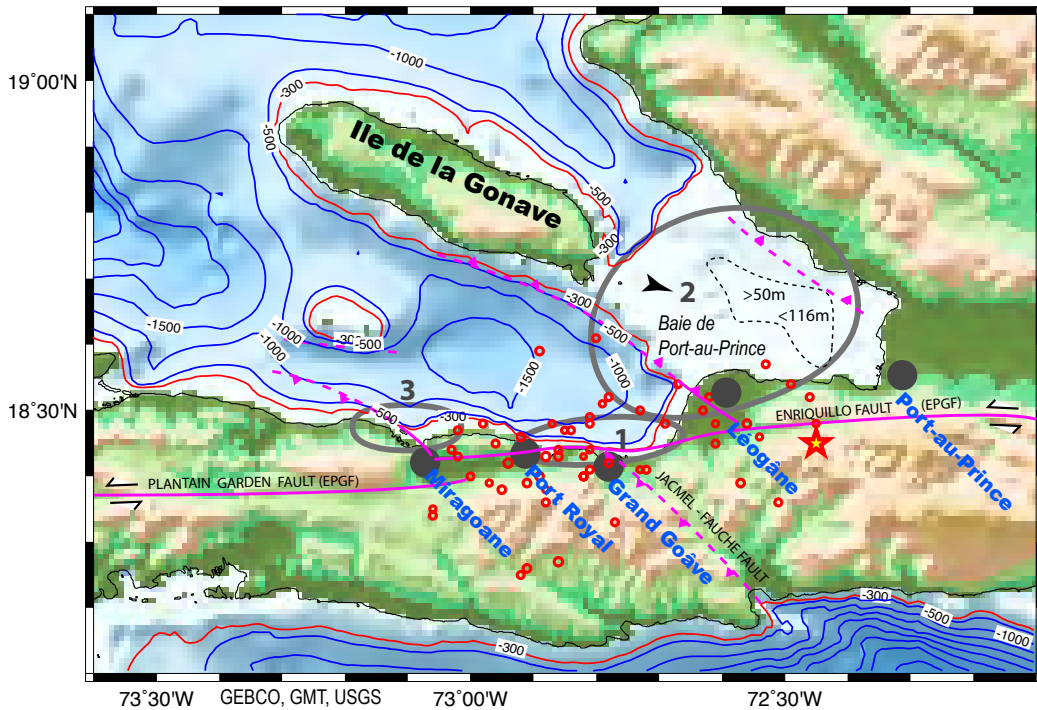 -1000
19°00'N
-300
-500
Ile de la Gonave
-500
-300
2
>50m
-300
<116m
Baie de
Port-au-Prince
-500
-1500
-1000
-300
-500
-1000
-1000
-1500
3
18°30'N
-500
-300
1
ENRIQUILLO FAULT (EPGF)
Léogâne
Port-au-Prince
PLANTAIN GARDEN FAULT (EPGF)
Miragoane
Port Royal
Grand Goâve
JACMEL - FAUCHE FAULT
-300
-500
-1000
-300
73°30'W
GEBCO, GMT, USGS
73°00'W
72°30'W